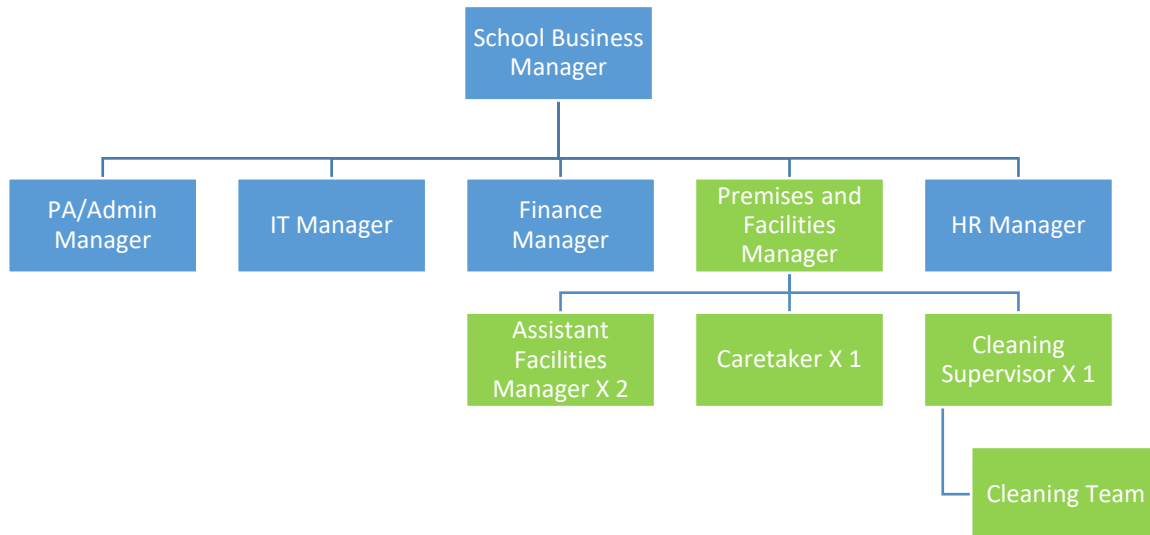 School Business
Manager
PA/Admin
Manager
IT Manager
Finance
Manager
Premises and
Facilities
Manager
HR Manager
Assistant
Facilities
Manager X 2
Caretaker X 1
Cleaning
Supervisor X 1
Cleaning Team